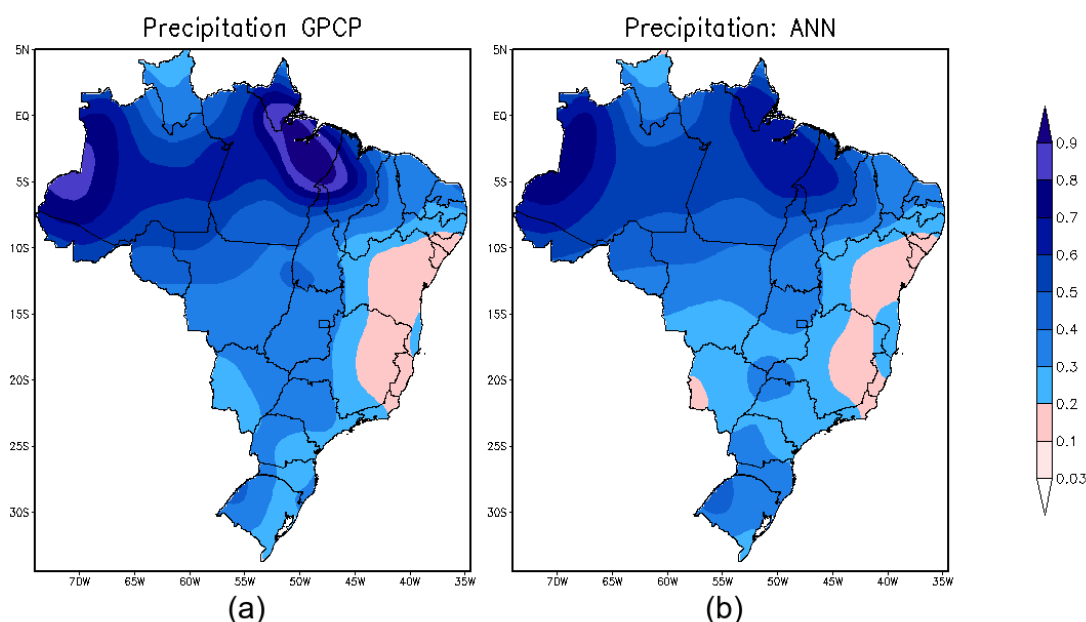 Precipitation GPCP
Precipitation: ANN
5N
EQ
5S
10S
15S
20S
25S
30S
70W 65W 60W 55W 50W 45W 40W 35W
(a)
5N
EQ
5S
10S
15S
20S
25S
30S
70W 65W 60W 55W 50W 45W 40W 35W
(b)
0.9
0.8
0.7
0.6
0.5
0.4
0.3
0.2
0.1
0.03